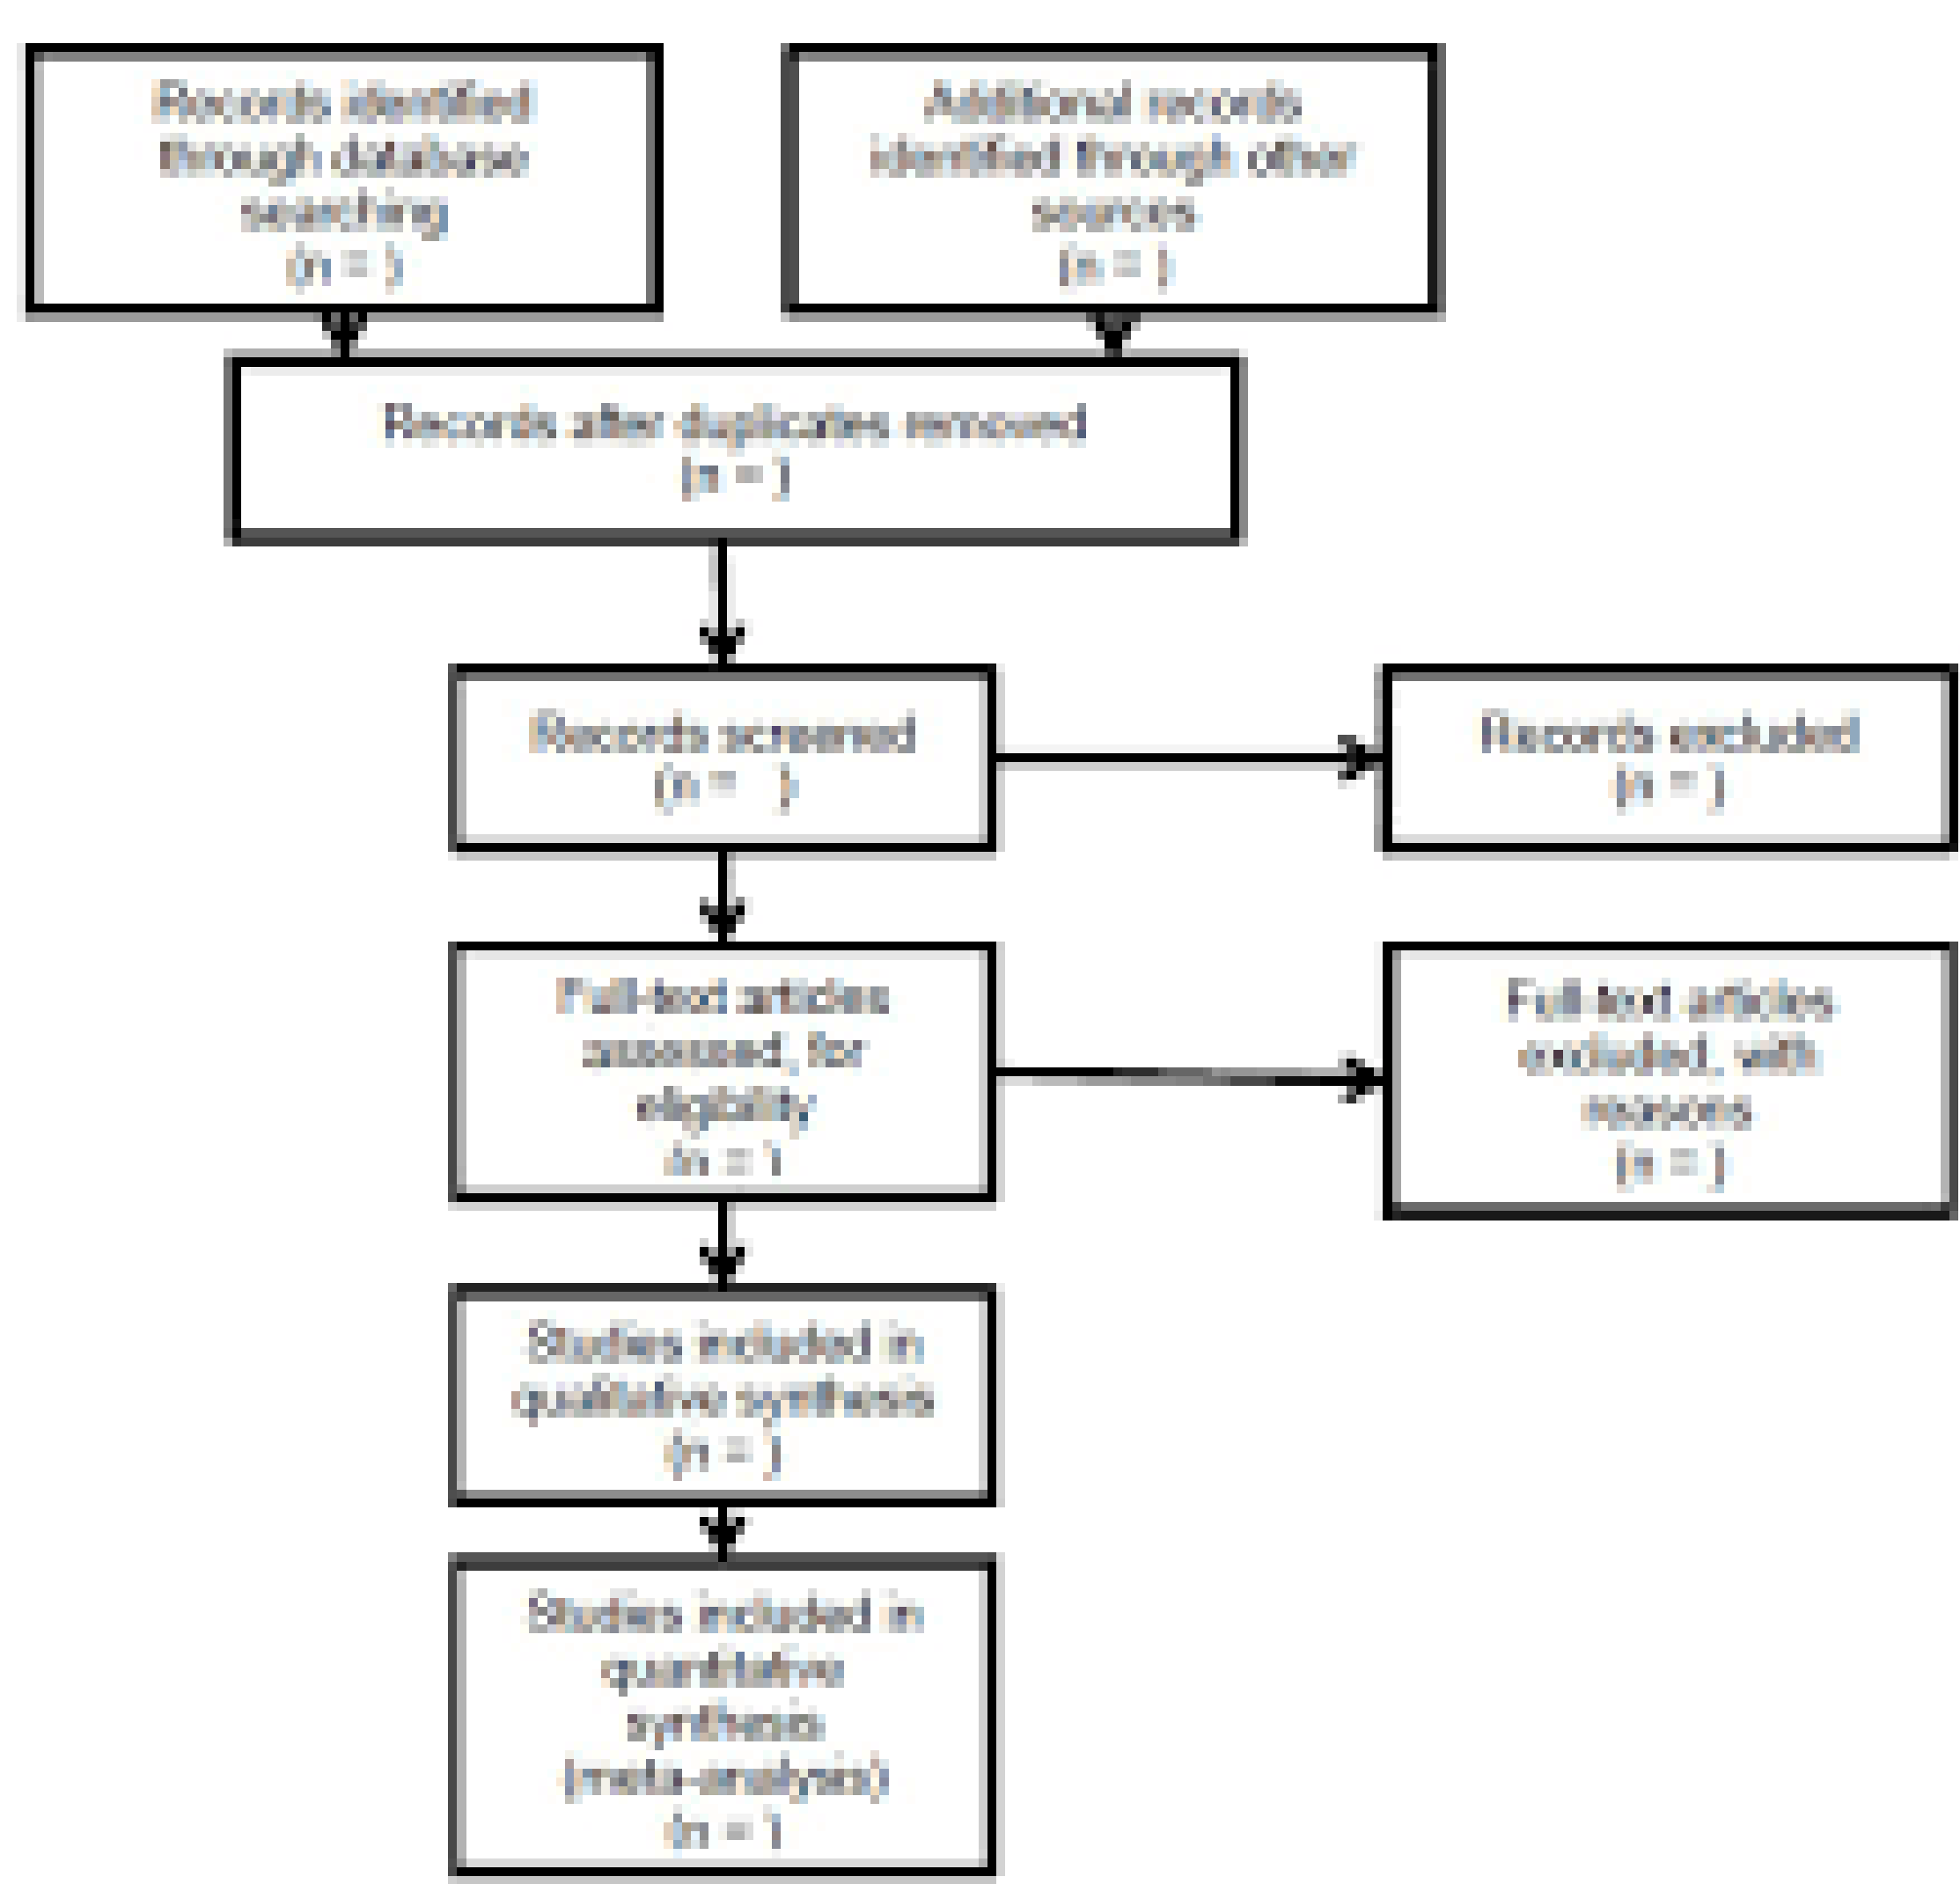 Records identified
through database
searching
(n = )
Additional records
identified through other
sources
(n = )
Records after duplicates removed
(n = )
Records screened
(n = )
Records excluded
(n = )
Full-text articles
assessed for
eligibility
(n = )
Full-text articles
excluded, with
reasons
(n = )
Studies included in
qualitative synthesis
(n = )
Studies included in
quantitative
synthesis
(meta-analysis)
(n = )